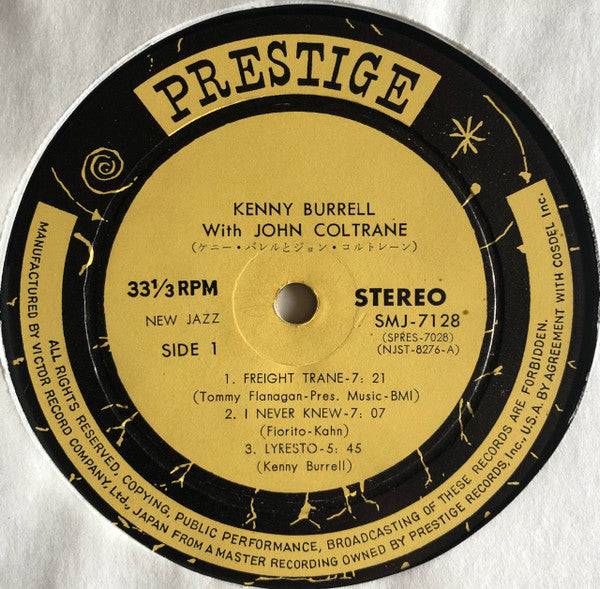 PRESTIGE
KENNY BURRELL
With JOHN COLTRANE
(ケニー・バレルとジョン・コルトレーン)
33⅓ RPM
STEREO
NEW JAZZ
SMJ-7128
(SPRES-7028)
SIDE 1
(NJST-8276-A)
1. FREIGHT TRANE-7: 21
(Tommy Flanagan-Pres. Music-BMI)
2. I NEVER KNEW-7: 07
(Fiorito-Kahn)
3. LYRESTO-5: 45
(Kenny Burrell)
ALL RIGHTS RESERVED, COPYING, PUBLIC PERFORMANCE, BROADCASTING OF THESE RECORDS ARE FORBIDDEN.
MANUFACTURED BY VICTOR RECORD COMPANY, Ltd., JAPAN FROM A MASTER RECORDING OWNED BY PRESTIGE RECORDS, Inc., U.S.A. BY AGREEMENT WITH COSDEL Inc.